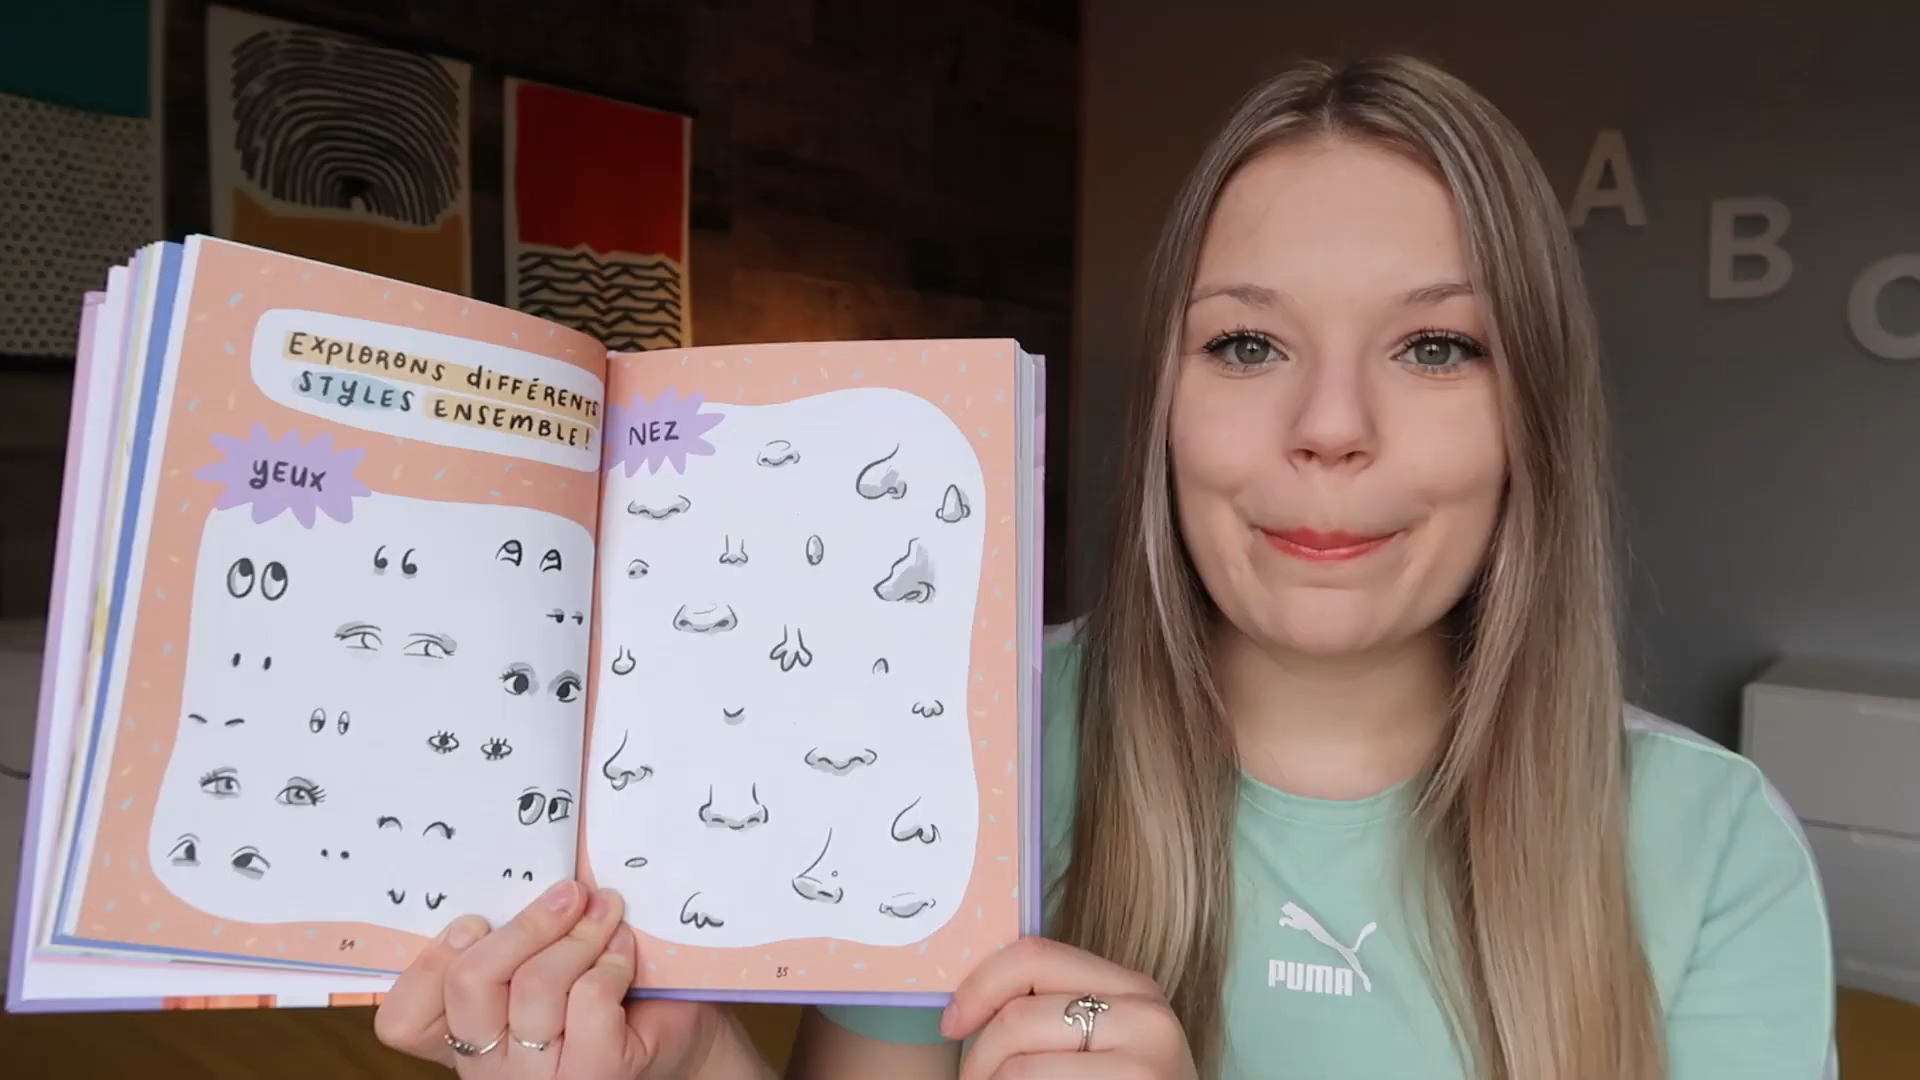 EXPLORONS diFFÉRENTS
STYLES ENSEMBLE!
YEUX
34
NEZ
35
A
B
C
PUMA